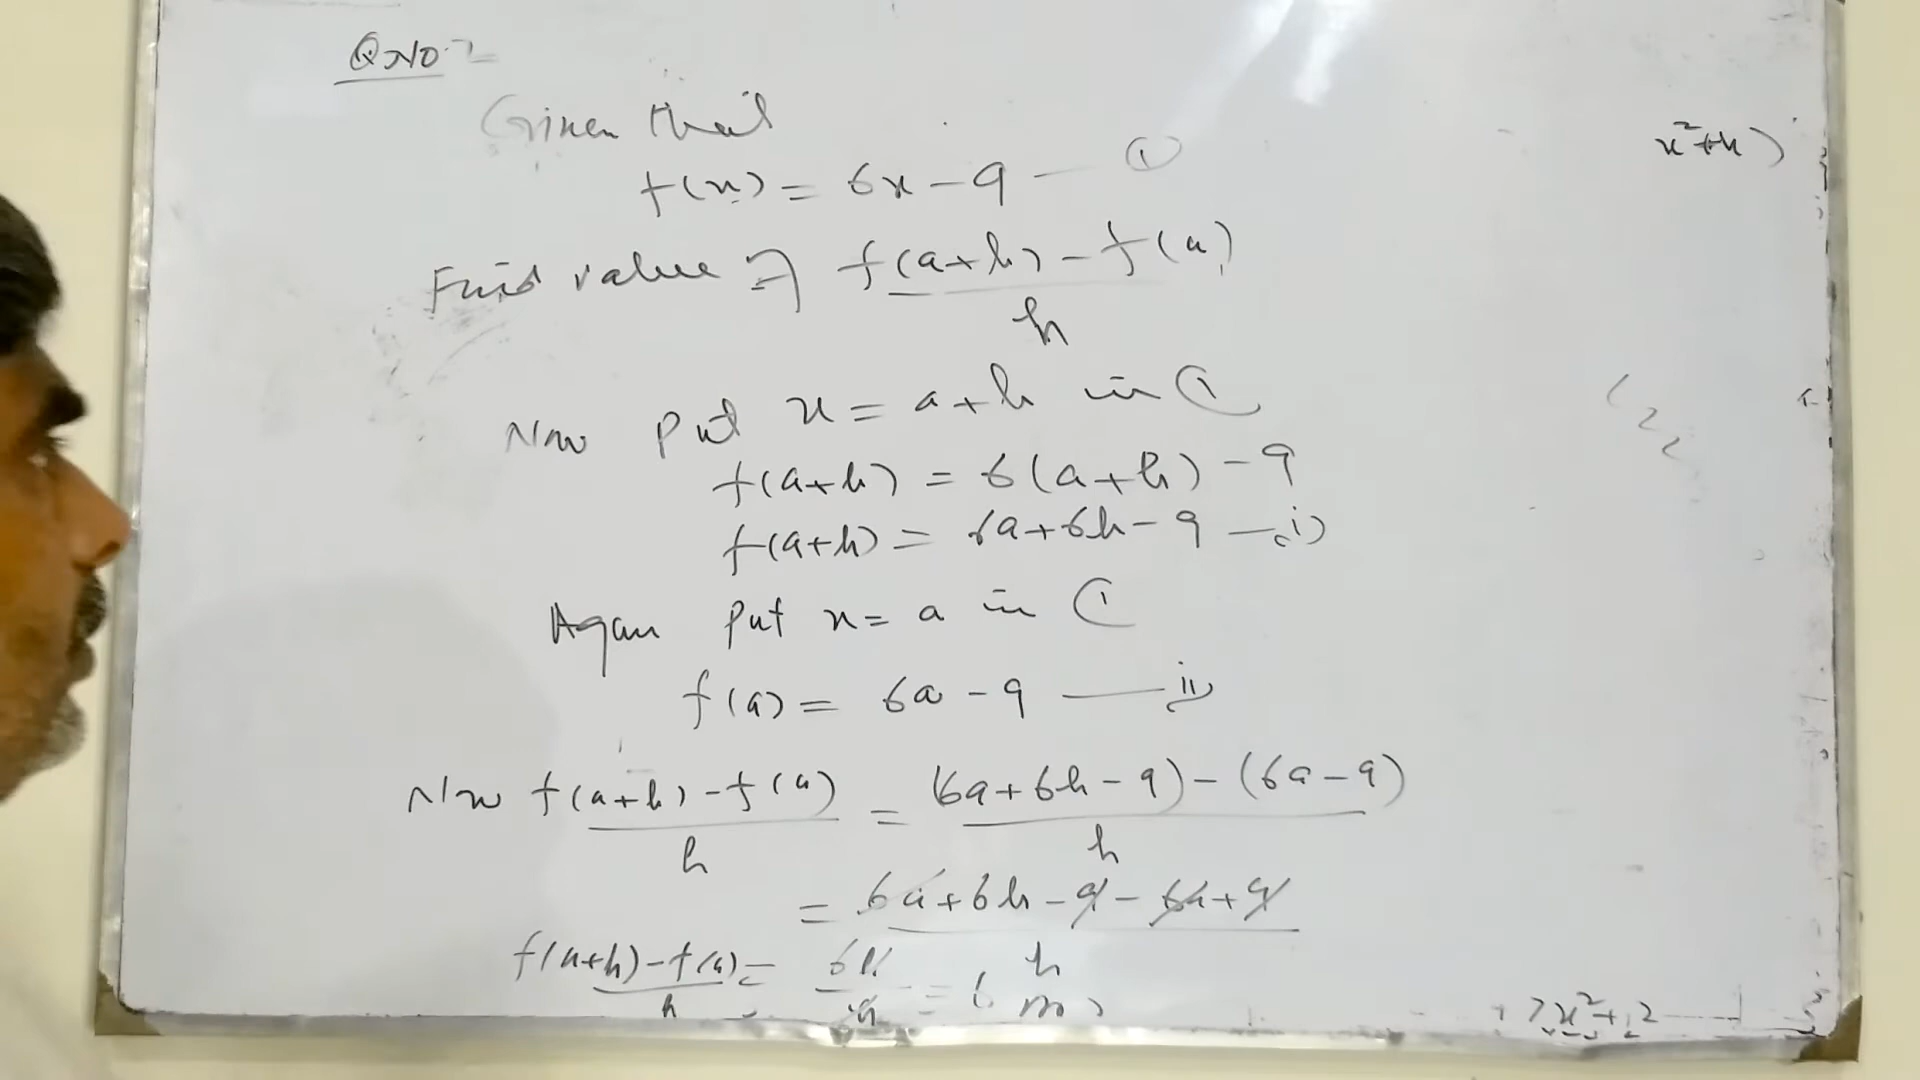 Q NO 2
Given that
f(x) = 6x - 9 — ①
x²+h)
Find value of f(a+h) - f(a)
h
Now put x = a+h in ①
f(a+h) = 6(a+h) - 9
f(a+h) = 6a+6h-9 — i)
Again put x = a in ①
f(a) = 6a - 9 — ii)
Now f(a+h) - f(a) = (6a+6h-9)-(6a-9)
h h
= 6a+6h-9-6a+9
h
f(a+h)-f(a) = 6h = 6
h h